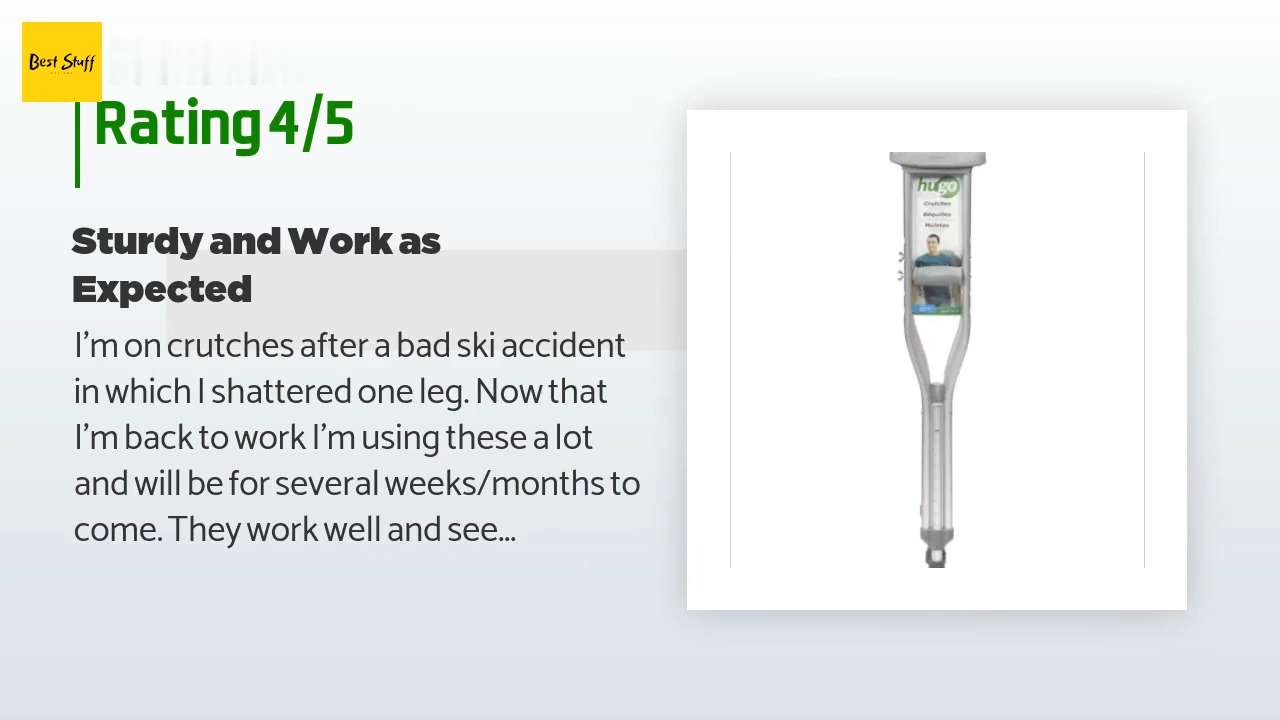 Best Stuff
Rating 4/5
Sturdy and Work as
Expected
I'm on crutches after a bad ski accident
in which I shattered one leg. Now that
I'm back to work I'm using these a lot
and will be for several weeks/months to
come. They work well and see...
hugo
Crutches
Béquilles
Muletas